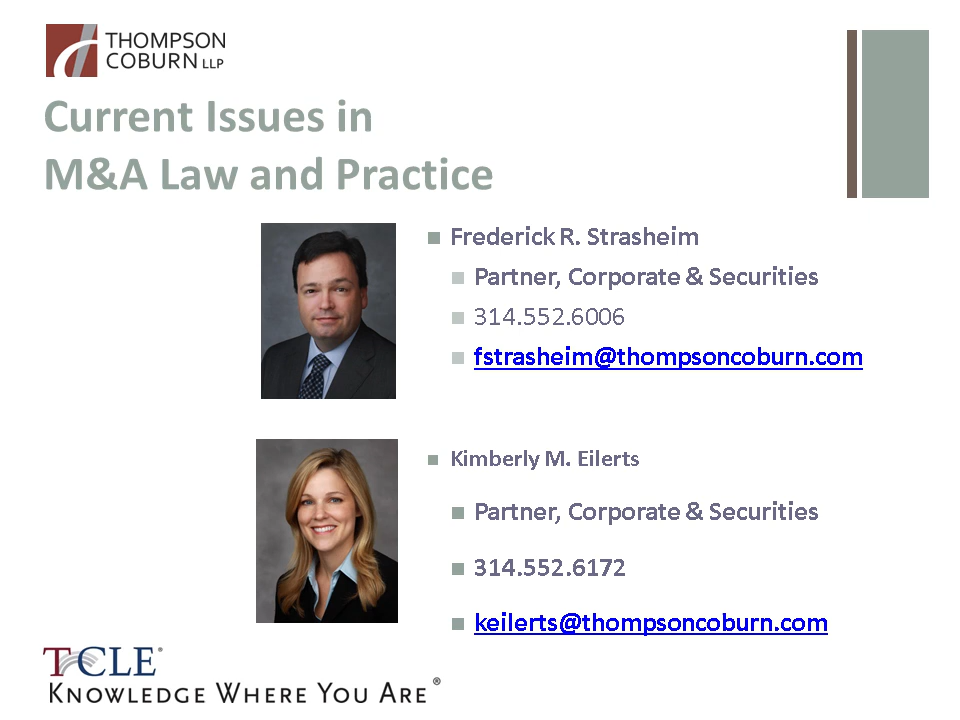 THOMPSON
COBURN LLP
Current Issues in
M&A Law and Practice
Frederick R. Strasheim
Partner, Corporate & Securities
314.552.6006
fstrasheim@thompsoncoburn.com
Kimberly M. Eilerts
Partner, Corporate & Securities
314.552.6172
keilerts@thompsoncoburn.com
TCCLE®
KNOWLEDGE WHERE YOU ARE®